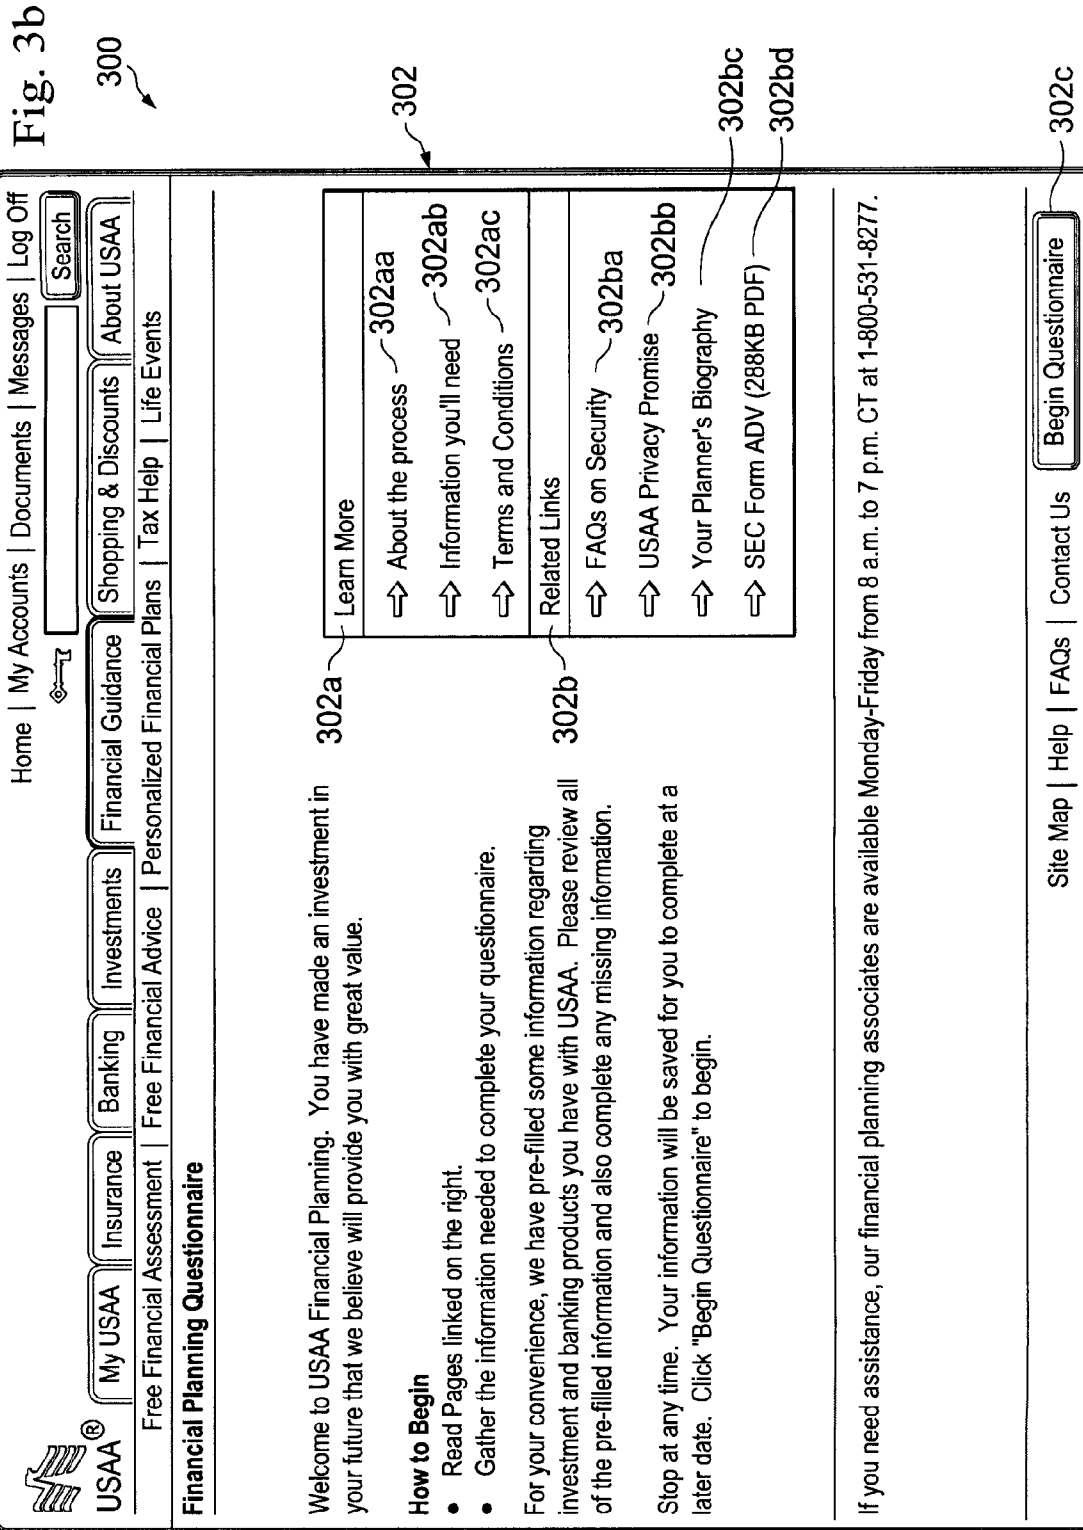 Fig. 3b
300
Home | My Accounts | Documents | Messages | Log Off
Search
USAA®
My USAA Insurance Banking Investments Financial Guidance Shopping & Discounts About USAA
Free Financial Assessment | Free Financial Advice | Personalized Financial Plans | Tax Help | Life Events
Financial Planning Questionnaire
302
Welcome to USAA Financial Planning. You have made an investment in
your future that we believe will provide you with great value.
How to Begin
• Read Pages linked on the right.
• Gather the information needed to complete your questionnaire.
For your convenience, we have pre-filled some information regarding
investment and banking products you have with USAA. Please review all
of the pre-filled information and also complete any missing information.
Stop at any time. Your information will be saved for you to complete at a
later date. Click "Begin Questionnaire" to begin.
302a
Learn More
⇨ About the process 302aa
⇨ Information you'll need 302ab
⇨ Terms and Conditions 302ac
302b
Related Links
⇨ FAQs on Security 302ba
⇨ USAA Privacy Promise 302bb
⇨ Your Planner's Biography 302bc
⇨ SEC Form ADV (288KB PDF) 302bd
If you need assistance, our financial planning associates are available Monday-Friday from 8 a.m. to 7 p.m. CT at 1-800-531-8277.
Begin Questionnaire 302c
Site Map | Help | FAQs | Contact Us